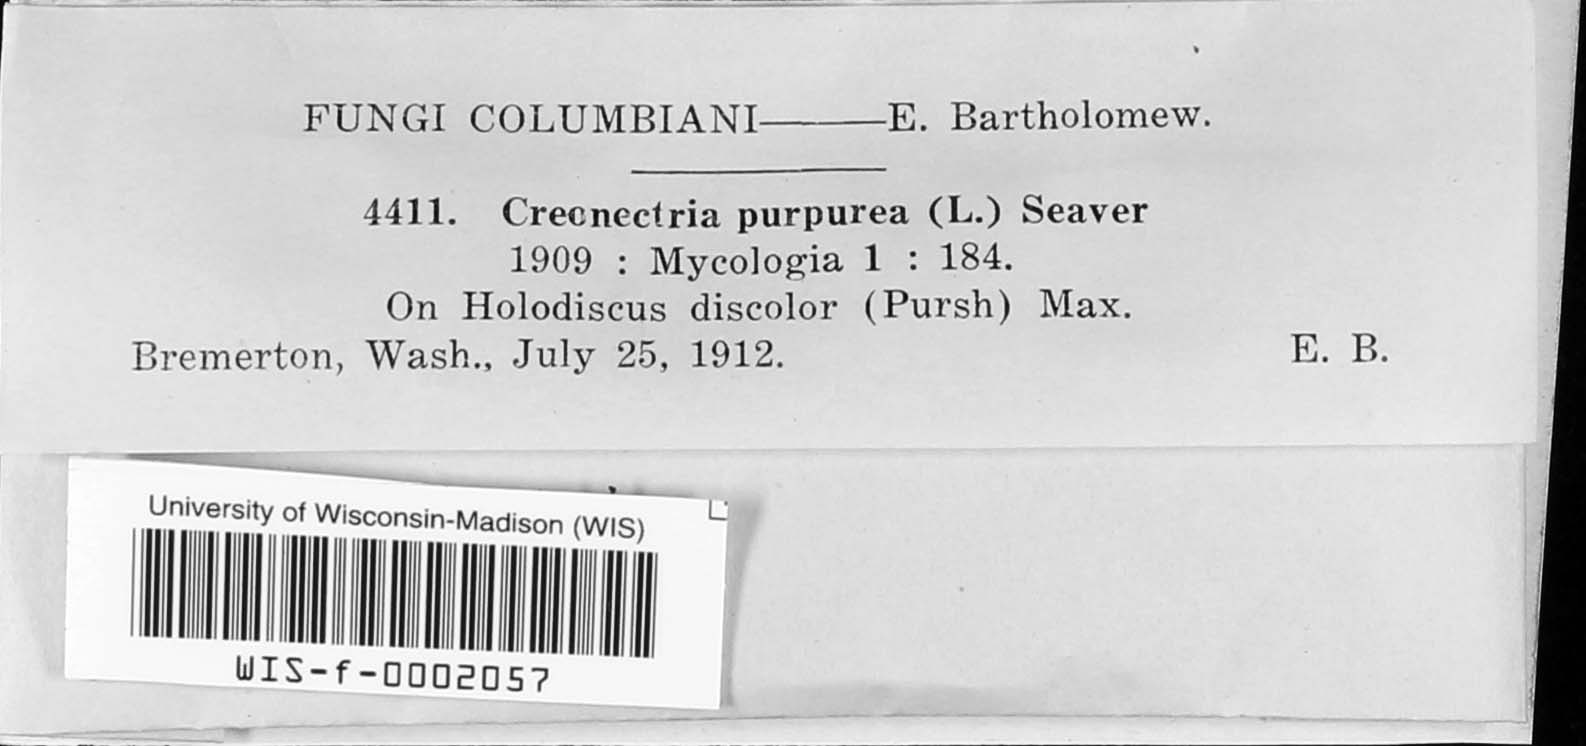 FUNGI COLUMBIANI———E. Bartholomew.
4411. Creonectria purpurea (L.) Seaver
1909 : Mycologia 1 : 184.
On Holodiscus discolor (Pursh) Max.
Bremerton, Wash., July 25, 1912. E. B.
University of Wisconsin-Madison (WIS)
WIS-f-0002057